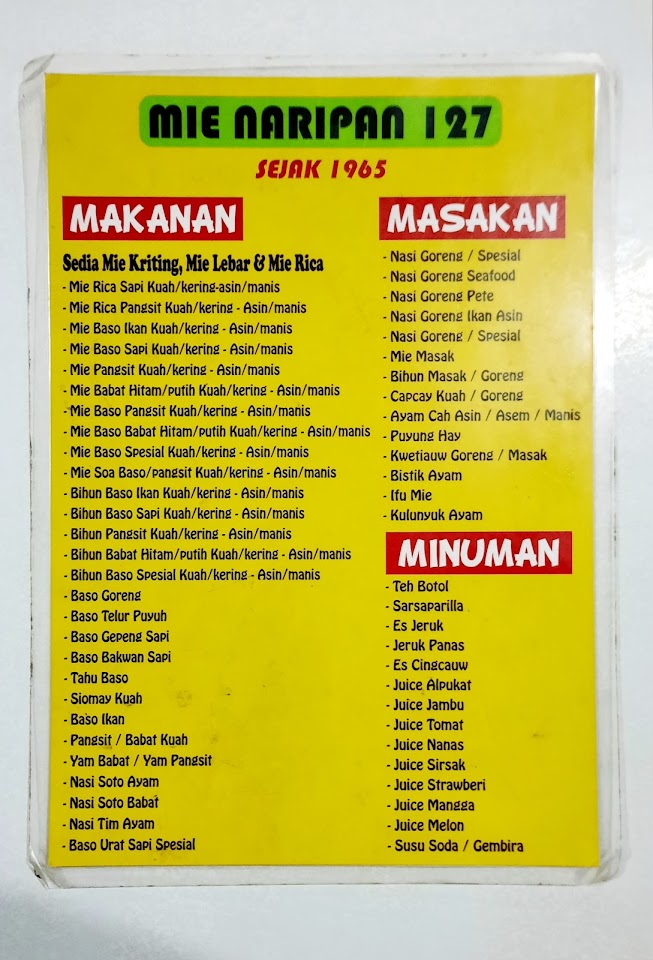 MIE NARIPAN 127
SEJAK 1965
MAKANAN
Sedia Mie Kriting, Mie Lebar & Mie Rica
- Mie Rica Sapi Kuah/kering-asin/manis
- Mie Rica Pangsit Kuah/kering - Asin/manis
- Mie Baso Ikan Kuah/kering - Asin/manis
- Mie Baso Sapi Kuah/kering - Asin/manis
- Mie Pangsit Kuah/kering - Asin/manis
- Mie Babat Hitam/putih Kuah/kering - Asin/manis
- Mie Baso Pangsit Kuah/kering - Asin/manis
- Mie Baso Babat Hitam/putih Kuah/kering - Asin/manis
- Mie Baso Spesial Kuah/kering - Asin/manis
- Mie Soa Baso/pangsit Kuah/kering - Asin/manis
- Bihun Baso Ikan Kuah/kering - Asin/manis
- Bihun Baso Sapi Kuah/kering - Asin/manis
- Bihun Pangsit Kuah/kering - Asin/manis
- Bihun Babat Hitam/putih Kuah/kering - Asin/manis
- Bihun Baso Spesial Kuah/kering - Asin/manis
- Baso Goreng
- Baso Telur Puyuh
- Baso Gepeng Sapi
- Baso Bakwan Sapi
- Tahu Baso
- Siomay Kuah
- Baso Ikan
- Pangsit / Babat Kuah
- Yam Babat / Yam Pangsit
- Nasi Soto Ayam
- Nasi Soto Babat
- Nasi Tim Ayam
- Baso Urat Sapi Spesial
MASAKAN
- Nasi Goreng / Spesial
- Nasi Goreng Seafood
- Nasi Goreng Pete
- Nasi Goreng Ikan Asin
- Nasi Goreng / Spesial
- Mie Masak
- Bihun Masak / Goreng
- Capcay Kuah / Goreng
- Ayam Cah Asin / Asem / Manis
- Puyung Hay
- Kwetiauw Goreng / Masak
- Bistik Ayam
- Ifu Mie
- Kulunyuk Ayam
MINUMAN
- Teh Botol
- Sarsaparilla
- Es Jeruk
- Jeruk Panas
- Es Cingcauw
- Juice Alpukat
- Juice Jambu
- Juice Tomat
- Juice Nanas
- Juice Sirsak
- Juice Strawberi
- Juice Mangga
- Juice Melon
- Susu Soda / Gembira